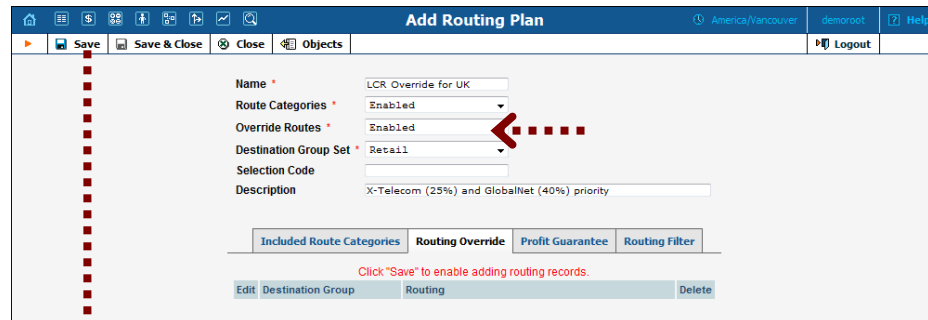 Add Routing Plan America/Vancouver demoroot Help
Save Save & Close Close Objects Logout
Name * LCR Override for UK
Route Categories * Enabled
Override Routes * Enabled
Destination Group Set * Retail
Selection Code
Description X-Telecom (25%) and GlobalNet (40%) priority
Included Route Categories Routing Override Profit Guarantee Routing Filter
Click "Save" to enable adding routing records.
Edit Destination Group Routing Delete